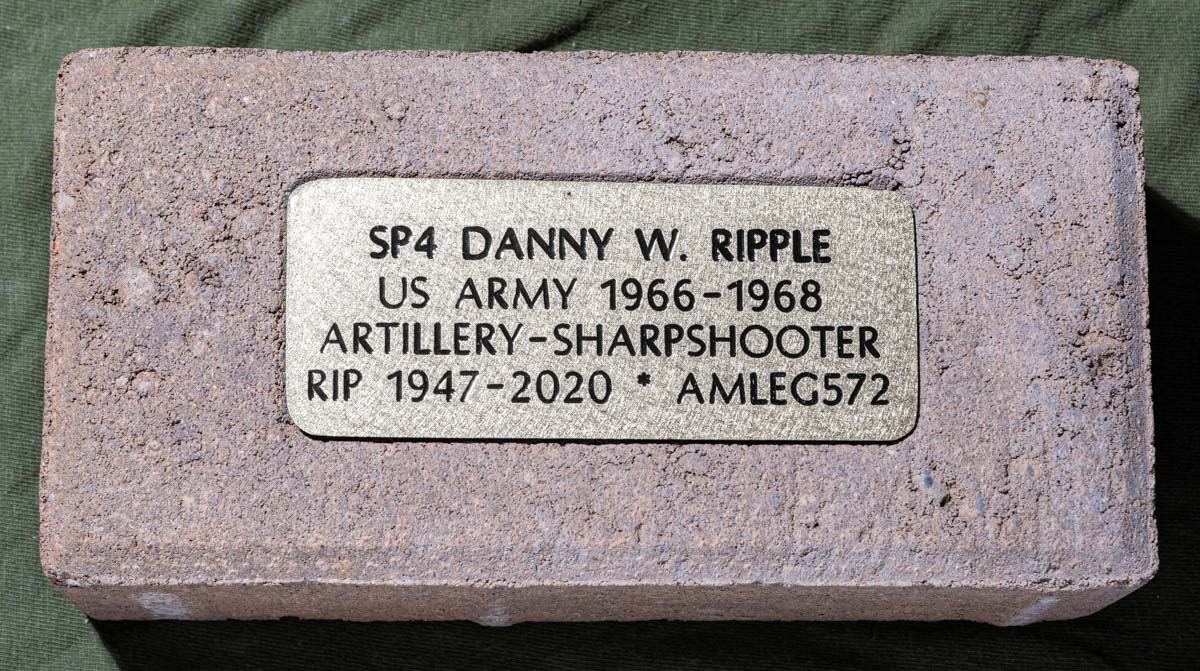 SP4 DANNY W. RIPPLE
US ARMY 1966-1968
ARTILLERY-SHARPSHOOTER
RIP 1947-2020 * AMLEG572